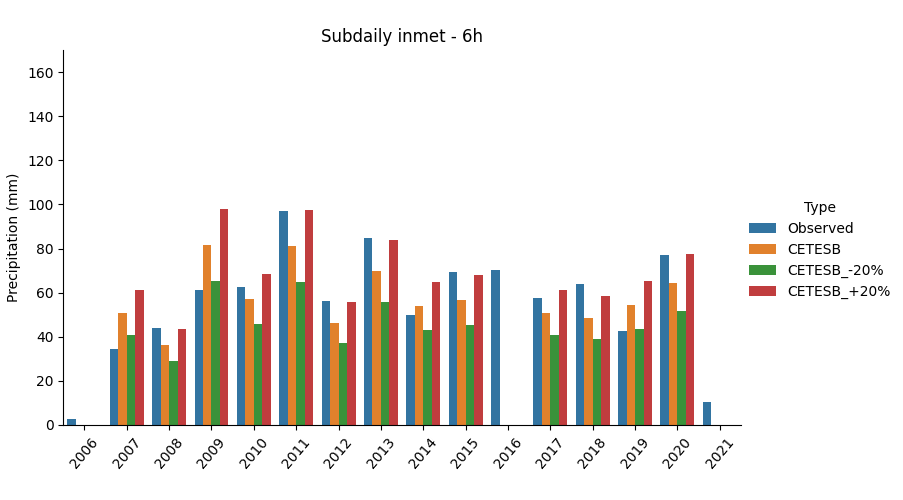 Subdaily inmet - 6h
Precipitation (mm)
160
140
120
100
80
60
40
20
0
2006 2007 2008 2009 2010 2011 2012 2013 2014 2015 2016 2017 2018 2019 2020 2021
Type
Observed
CETESB
CETESB_-20%
CETESB_+20%